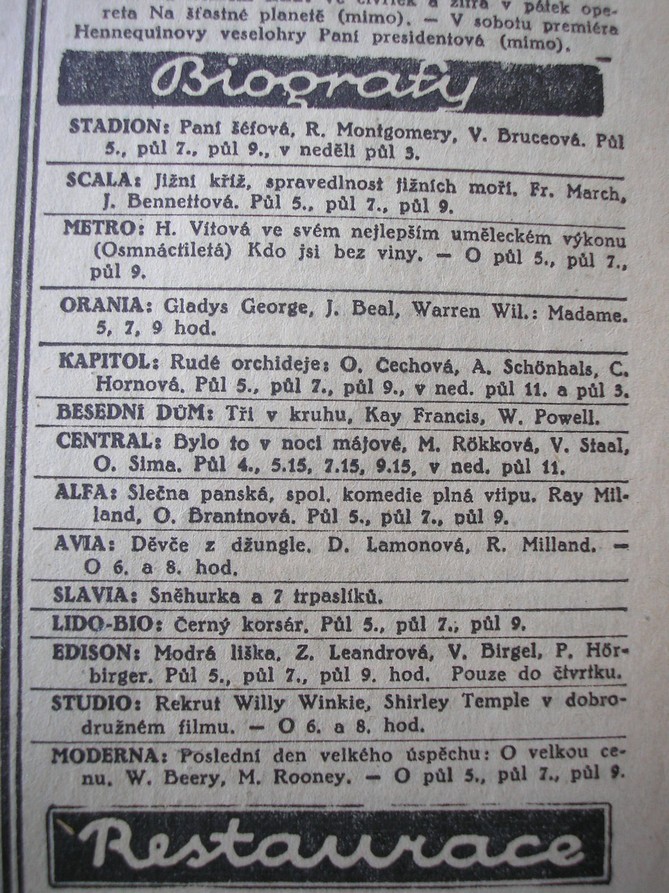 v pátek ope-
reta Na šťastné planetě (mimo). — V sobotu premiéra
Hennequinovy veselohry Paní presidentová (mimo).
Biografy
STADION: Paní šéfová, R. Montgomery, V. Bruceová. Půl
5., půl 7., půl 9., v neděli půl 3.
SCALA: Jižní kříž, spravedlnost jižních moří. Fr. March,
J. Bennettová. Půl 5., půl 7., půl 9.
METRO: H. Vítová ve svém nejlepším uměleckém výkonu
(Osmnáctiletá) Kdo jsi bez viny. — O půl 5., půl 7.,
půl 9.
ORANIA: Gladys George, J. Beal, Warren Wil.: Madame.
5, 7, 9 hod.
KAPITOL: Rudé orchideje: O. Čechová, A. Schönhals, C.
Hornová. Půl 5., půl 7., půl 9., v ned. půl 11. a půl 3.
BESEDNÍ DŮM: Tři v kruhu, Kay Francis, W. Powell.
CENTRAL: Bylo to v noci májové, M. Rökková, V. Staal,
O. Sima. Půl 4., 5.15, 7.15, 9.15, v ned. půl 11.
ALFA: Slečna panská, spol. komedie plná vtipu. Ray Mil-
land, O. Brantnová. Půl 5., půl 7., půl 9.
AVIA: Děvče z džungle. D. Lamonová, R. Milland. —
O 6. a 8. hod.
SLAVIA: Sněhurka a 7 trpaslíků.
LIDO-BIO: Černý korsár. Půl 5., půl 7., půl 9.
EDISON: Modrá liška. Z. Leandrová, V. Birgel, P. Hör-
birger. Půl 5., půl 7., půl 9. hod. Pouze do čtvrtku.
STUDIO: Rekrut Willy Winkie, Shirley Temple v dobro-
družném filmu. — O 6. a 8. hod.
MODERNA: Poslední den velkého úspěchu: O velkou ce-
nu. W. Beery, M. Rooney. — O půl 5., půl 7., půl 9.
Restaurace